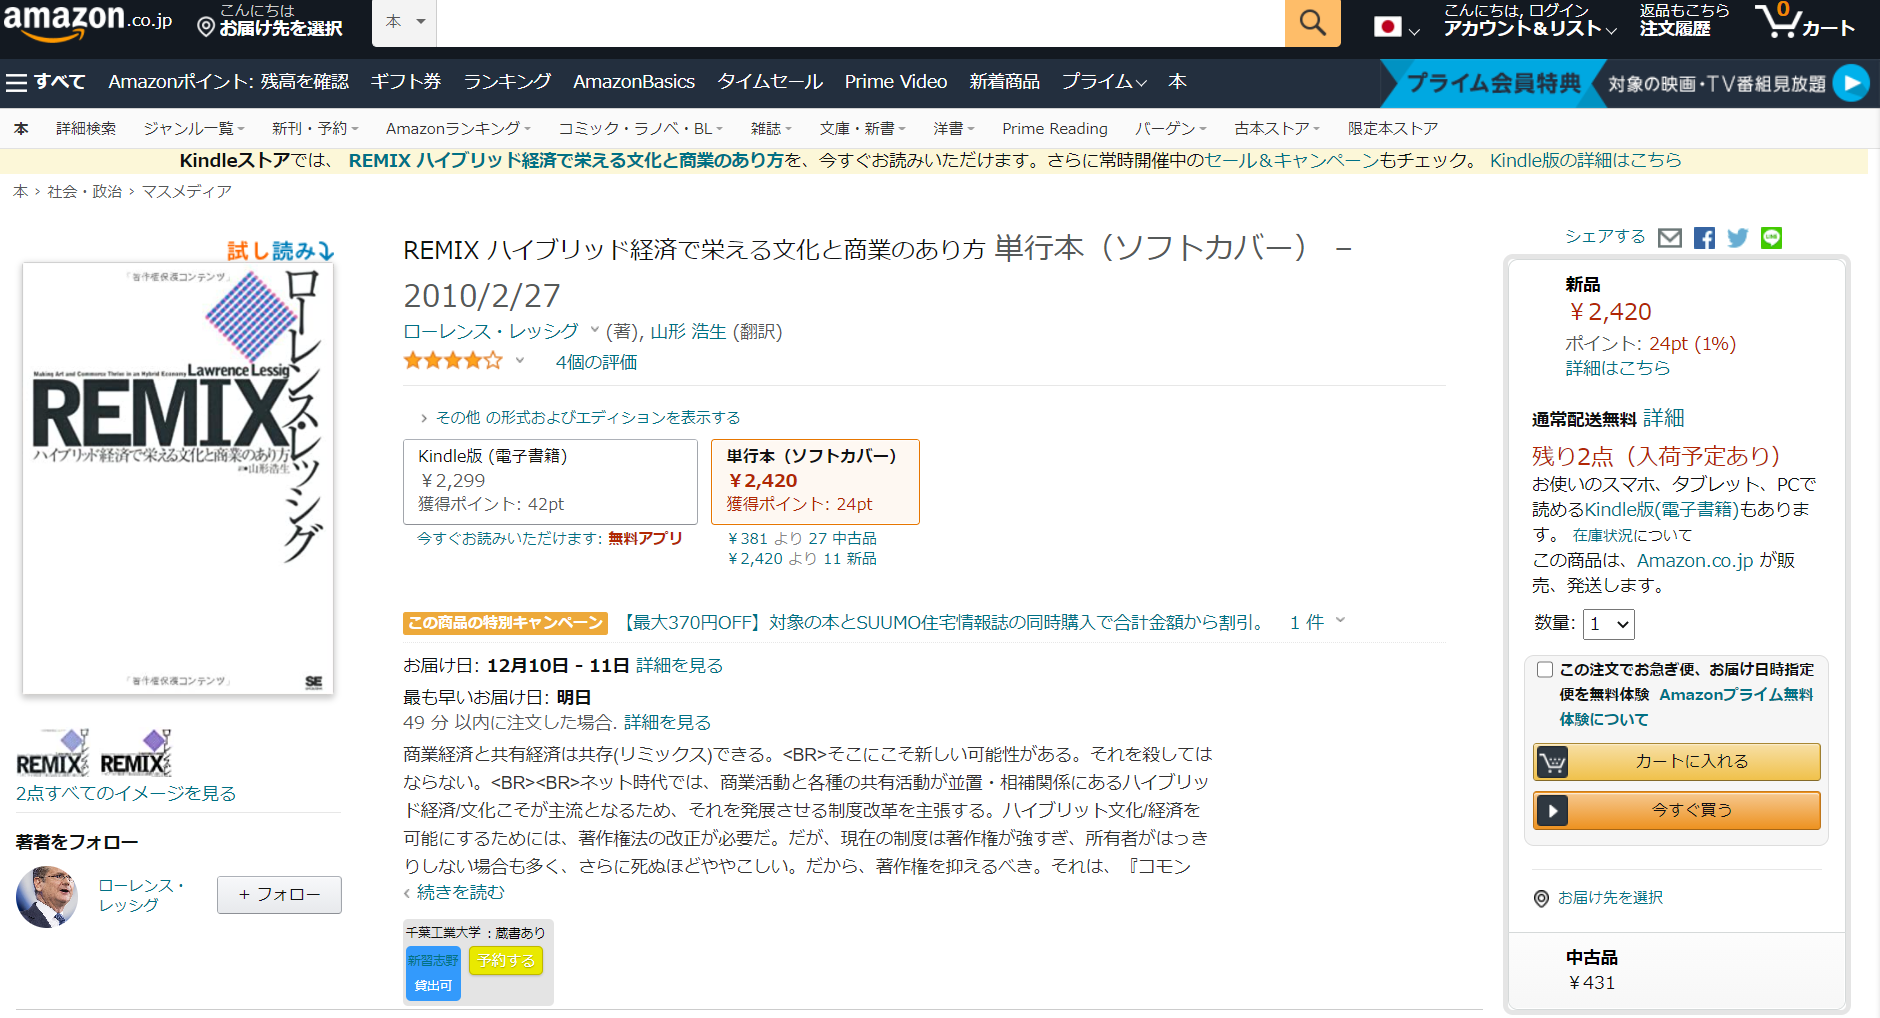 amazon.co.jp
こんにちは
お届け先を選択
本
こんにちは, ログイン
アカウント&リスト
返品もこちら
注文履歴
0
カート
すべて
Amazonポイント: 残高を確認
ギフト券
ランキング
AmazonBasics
タイムセール
Prime Video
新着商品
プライム
本
プライム会員特典
対象の映画・TV番組見放題
本
詳細検索
ジャンル一覧
新刊・予約
Amazonランキング
コミック・ラノベ・BL
雑誌
文庫・新書
洋書
Prime Reading
バーゲン
古本ストア
限定本ストア
Kindleストアでは、 REMIX ハイブリッド経済で栄える文化と商業のあり方を、今すぐお読みいただけます。さらに常時開催中のセール&キャンペーンもチェック。 Kindle版の詳細はこちら
本 › 社会・政治 › マスメディア
試し読み
「著作権保護コンテンツ」
ローレンス・レッシグ
Making Art and Commerce Thrive in an Hybrid Economy
Lawrence Lessig
REMIX
ハイブリッド経済で栄える文化と商業のあり方
訳●山形浩生
「著作権保護コンテンツ」
SE
REMIX
REMIX
2点すべてのイメージを見る
著者をフォロー
ローレンス・
レッシグ
+ フォロー
REMIX ハイブリッド経済で栄える文化と商業のあり方 単行本（ソフトカバー） –
2010/2/27
ローレンス・レッシグ (著), 山形 浩生 (翻訳)
4個の評価
› その他 の形式およびエディションを表示する
Kindle版 (電子書籍)
￥2,299
獲得ポイント: 42pt
今すぐお読みいただけます: 無料アプリ
単行本（ソフトカバー）
￥2,420
獲得ポイント: 24pt
￥381 より 27 中古品
￥2,420 より 11 新品
この商品の特別キャンペーン 【最大370円OFF】対象の本とSUUMO住宅情報誌の同時購入で合計金額から割引。 1 件
お届け日: 12月10日 - 11日 詳細を見る
最も早いお届け日: 明日
49 分 以内に注文した場合. 詳細を見る
商業経済と共有経済は共存(リミックス)できる。<BR>そこにこそ新しい可能性がある。それを殺しては
ならない。<BR><BR>ネット時代では、商業活動と各種の共有活動が並置・相補関係にあるハイブリッ
ド経済/文化こそが主流となるため、それを発展させる制度改革を主張する。ハイブリット文化/経済を
可能にするためには、著作権法の改正が必要だ。だが、現在の制度は著作権が強すぎ、所有者がはっき
りしない場合も多く、さらに死ぬほどややこしい。だから、著作権を抑えるべき。それは、『コモン
‹ 続きを読む
千葉工業大学 : 蔵書あり
新習志野
貸出可
予約する
シェアする
LINE
新品
￥2,420
ポイント: 24pt (1%)
詳細はこちら
通常配送無料 詳細
残り2点（入荷予定あり）
お使いのスマホ、タブレット、PCで
読めるKindle版(電子書籍)もありま
す。 在庫状況について
この商品は、Amazon.co.jp が販
売、発送します。
数量: 1
この注文でお急ぎ便、お届け日時指定
便を無料体験 Amazonプライム無料
体験について
カートに入れる
今すぐ買う
お届け先を選択
中古品
￥431